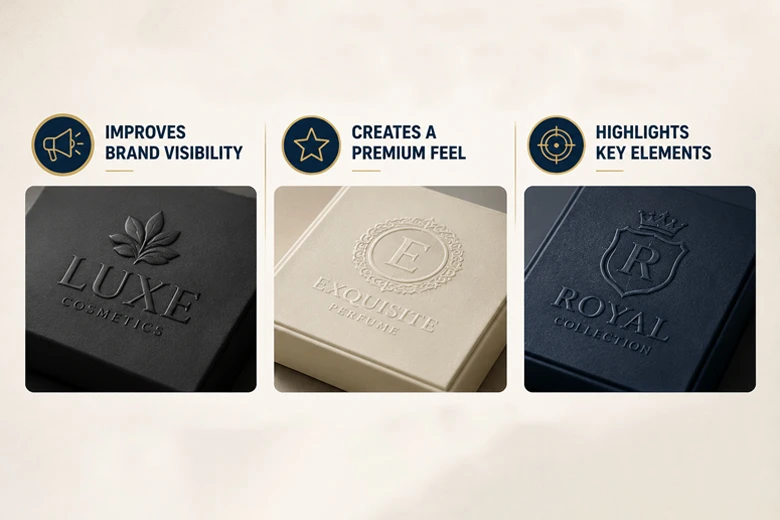 IMPROVES
BRAND VISIBILITY
CREATES A
PREMIUM FEEL
HIGHLIGHTS
KEY ELEMENTS
LUXE
COSMETICS
E
EXQUISITE
PERFUME
R
ROYAL
COLLECTION